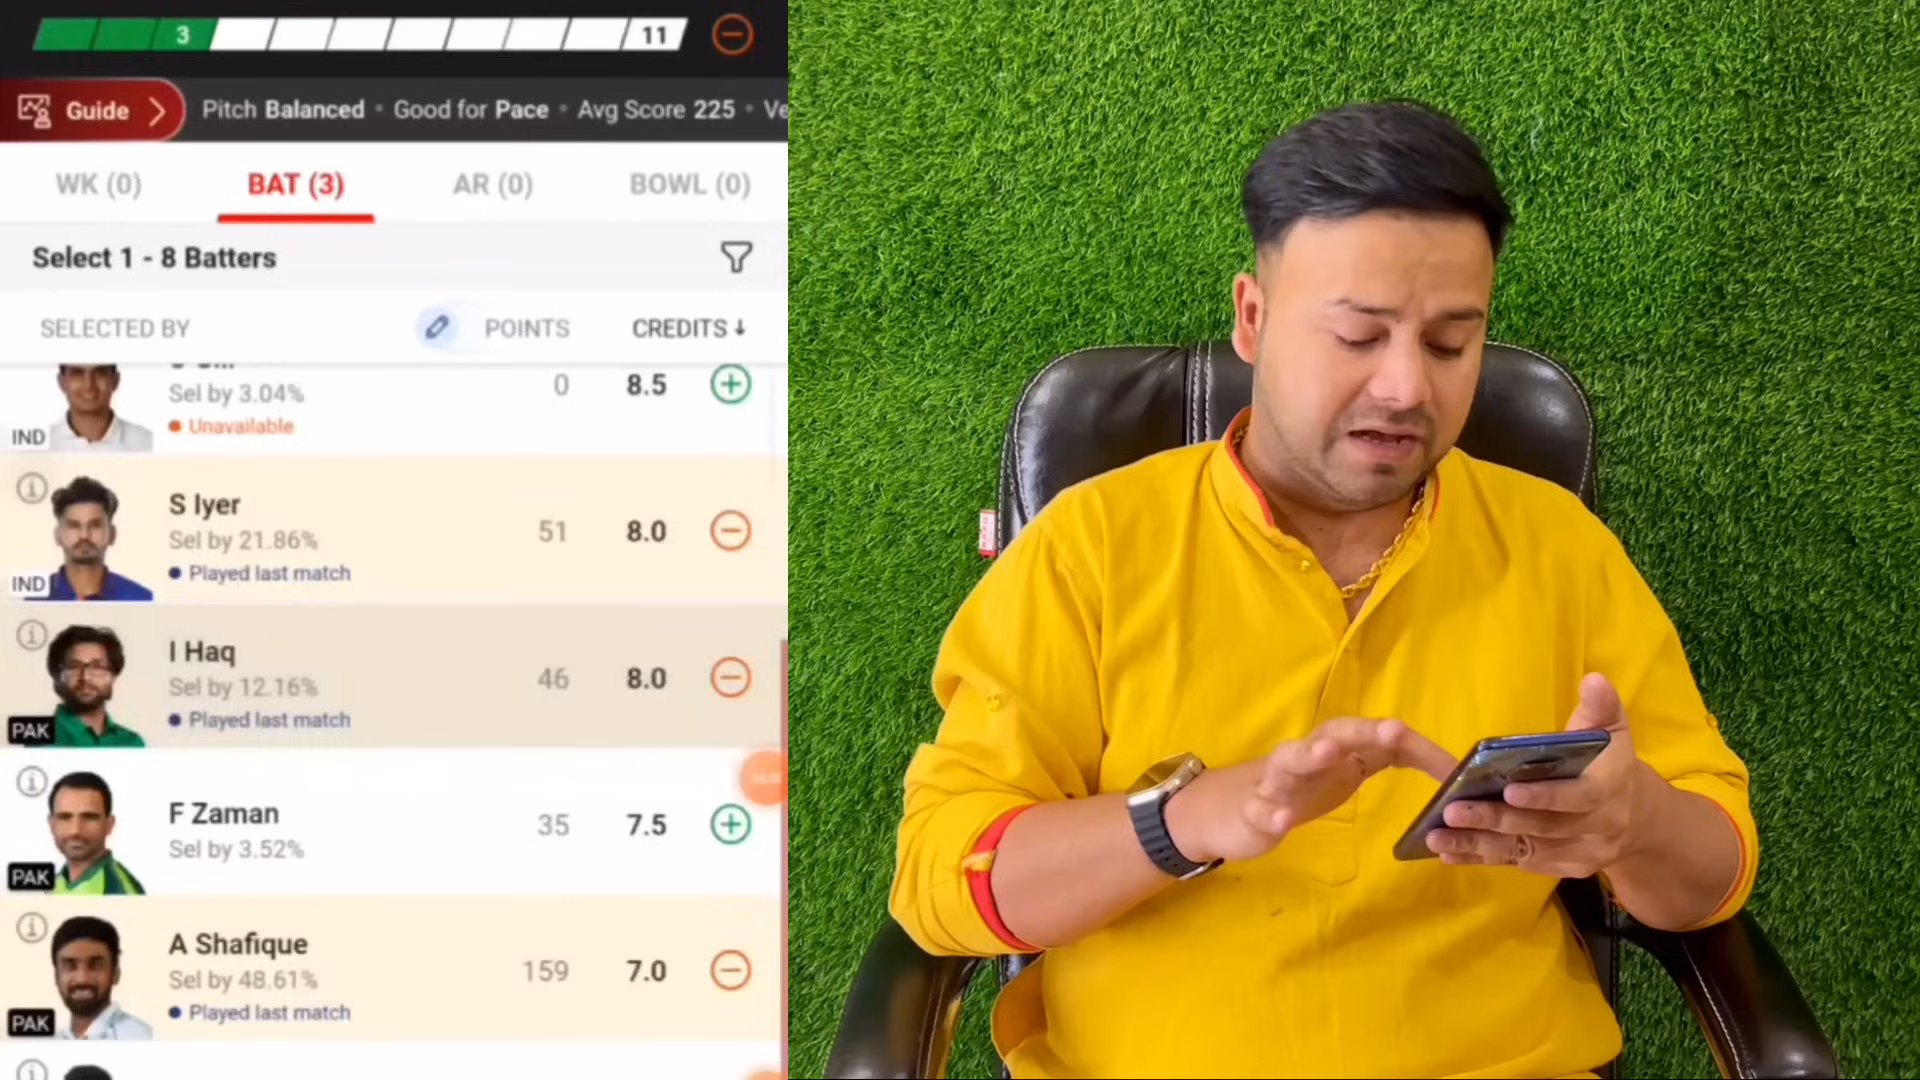 3 11
Guide Pitch Balanced • Good for Pace • Avg Score 225 • Ve
WK (0) BAT (3) AR (0) BOWL (0)
Select 1 - 8 Batters
SELECTED BY POINTS CREDITS ↓
Sel by 3.04% 0 8.5
Unavailable
IND
S Iyer
Sel by 21.86% 51 8.0
Played last match
IND
I Haq
Sel by 12.16% 46 8.0
Played last match
PAK
F Zaman
Sel by 3.52% 35 7.5
PAK
A Shafique
Sel by 48.61% 159 7.0
Played last match
PAK